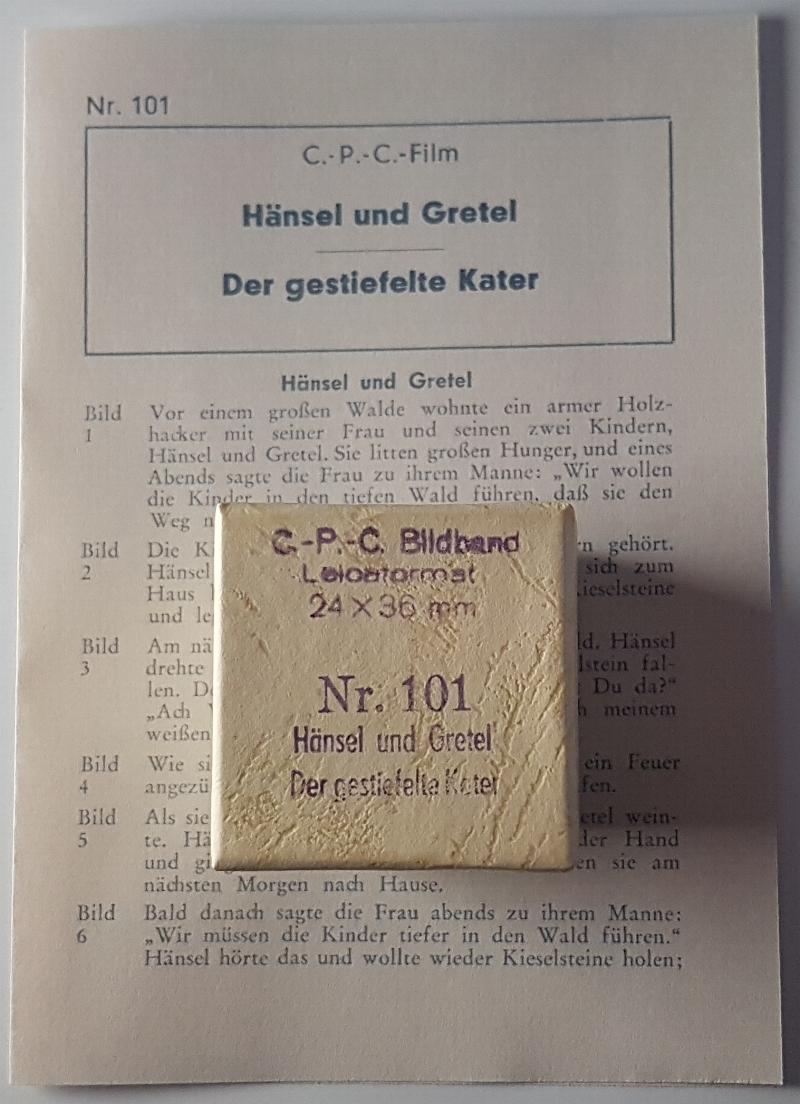 Nr. 101
C.-P.-C.-Film
Hänsel und Gretel
Der gestiefelte Kater
Hänsel und Gretel
Bild 1 Vor einem großen Walde wohnte ein armer Holz-
hacker mit seiner Frau und seinen zwei Kindern,
Hänsel und Gretel. Sie litten großen Hunger, und eines
Abends sagte die Frau zu ihrem Manne: „Wir wollen
die Kinder in den tiefen Wald führen, daß sie den
Weg
Bild 2 Die gehört.
Hänsel sich zum
Haus
und
Bild 3 Am Hänsel
drehte fal-
len. Du da?“
„Ach meinem
weißen
Bild 4 Wie ein Feuer
Bild 5 Als sie wein-
te. der Hand
und sie am
nächsten Morgen nach Hause.
Bild 6 Bald danach sagte die Frau abends zu ihrem Manne:
„Wir müssen die Kinder tiefer in den Wald führen.“
Hänsel hörte das und wollte wieder Kieselsteine holen;
C.-P.-C. Bildband
Leicaformat
24 X 36 mm
Nr. 101
Hänsel und Gretel
Der gestiefelte Kater